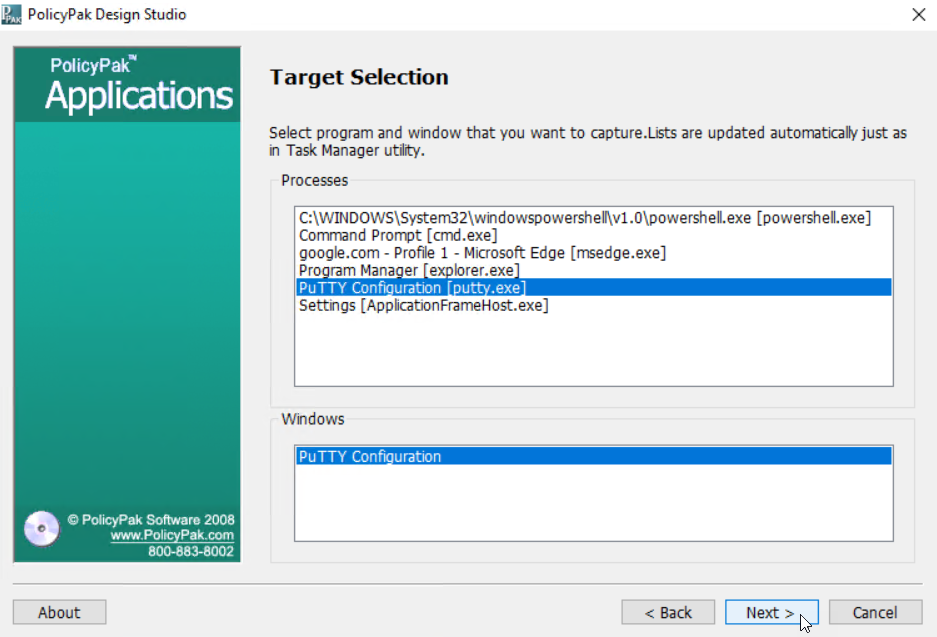 PPAK PolicyPak Design Studio
PolicyPak™
Applications
Target Selection
Select program and window that you want to capture.Lists are updated automatically just as
in Task Manager utility.
Processes
C:\WINDOWS\System32\windowspowershell\v1.0\powershell.exe [powershell.exe]
Command Prompt [cmd.exe]
google.com - Profile 1 - Microsoft Edge [msedge.exe]
Program Manager [explorer.exe]
PuTTY Configuration [putty.exe]
Settings [ApplicationFrameHost.exe]
Windows
PuTTY Configuration
© PolicyPak Software 2008
www.PolicyPak.com
800-883-8002
About
< Back
Next >
Cancel